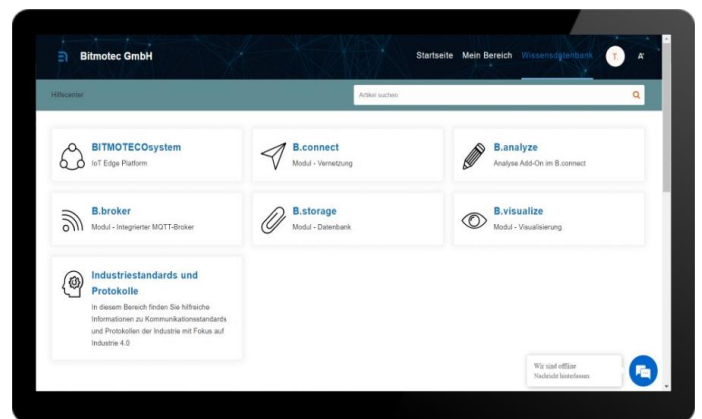 Bitmotec GmbH
Startseite Mein Bereich Wissensdatenbank T. A'
Hilfecenter
Artikel suchen
BITMOTECOsystem
IoT Edge Platform
B.connect
Modul - Vernetzung
B.analyze
Analyse Add-On im B.connect
B.broker
Modul - Integrierter MQTT-Broker
B.storage
Modul - Datenbank
B.visualize
Modul - Visualisierung
Industriestandards und
Protokolle
In diesem Bereich finden Sie hilfreiche
Informationen zu Kommunikationsstandards
und Protokollen der Industrie mit Fokus auf
Industrie 4.0
Wir sind offline
Nachricht hinterlassen